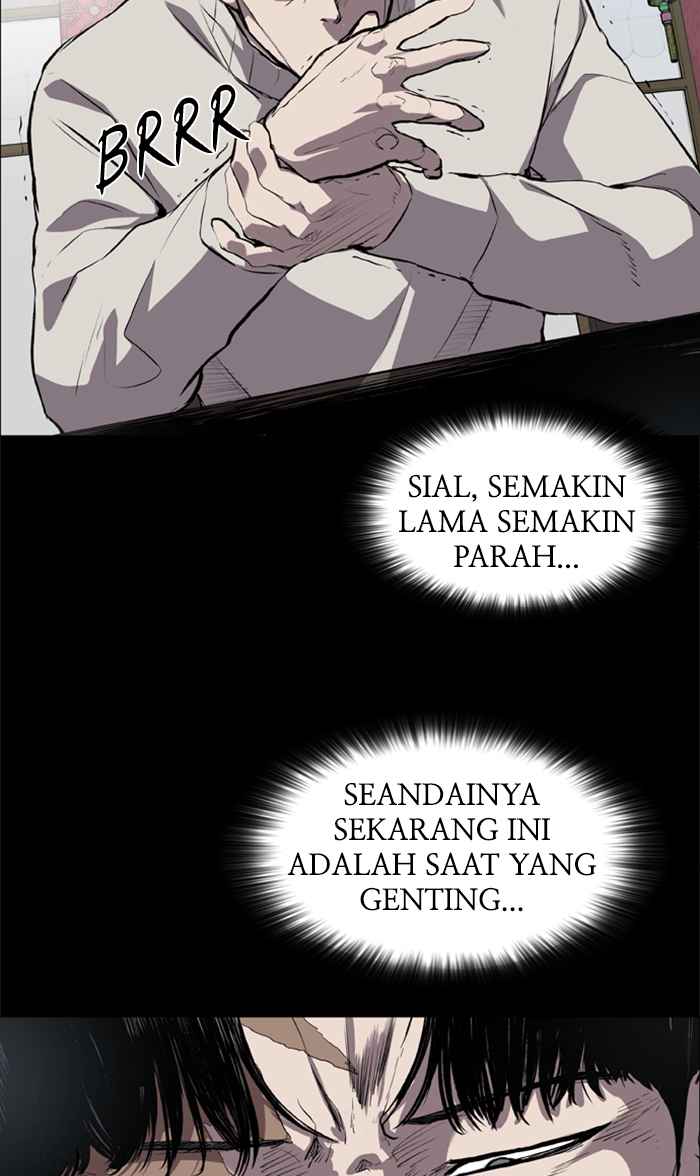 BRRR
SIAL, SEMAKIN
LAMA SEMAKIN
PARAH...
SEANDAINYA
SEKARANG INI
ADALAH SAAT YANG
GENTING...